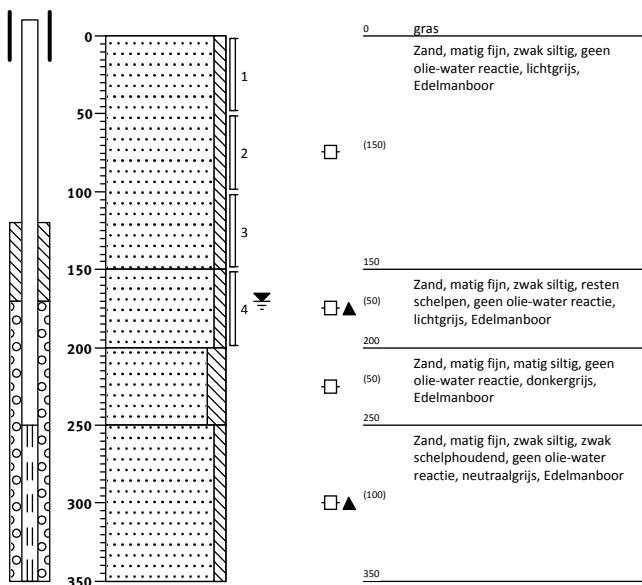 0
50
100
150
200
250
300
350
1
2
3
4
0 gras
Zand, matig fijn, zwak siltig, geen
olie-water reactie, lichtgrijs,
Edelmanboor
(150)
150
Zand, matig fijn, zwak siltig, resten
schelpen, geen olie-water reactie,
lichtgrijs, Edelmanboor
(50)
200
Zand, matig fijn, matig siltig, geen
olie-water reactie, donkergrijs,
Edelmanboor
(50)
250
Zand, matig fijn, zwak siltig, zwak
schelphoudend, geen olie-water
reactie, neutraalgrijs, Edelmanboor
(100)
350